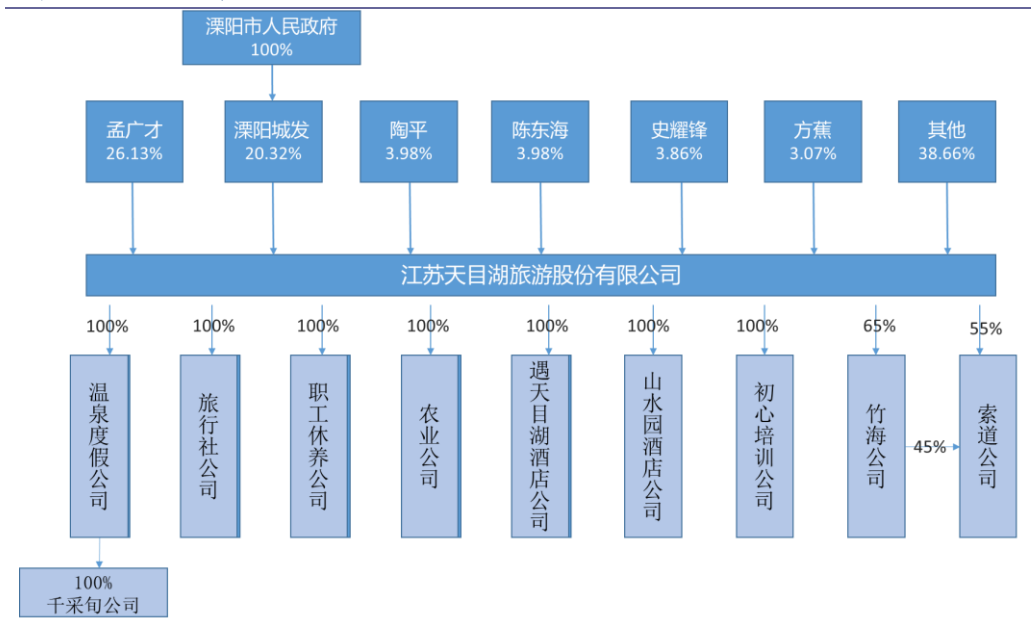 溧阳市人民政府
100%
孟广才
26.13%
溧阳城发
20.32%
陶平
3.98%
陈东海
3.98%
史耀锋
3.86%
方蕉
3.07%
其他
38.66%
江苏天目湖旅游股份有限公司
100%
100%
100%
100%
100%
100%
100%
65%
55%
温泉度假公司
旅行社公司
职工休养公司
农业公司
遇天目湖酒店公司
山水园酒店公司
初心培训公司
竹海公司
45%
索道公司
100%
千采旬公司